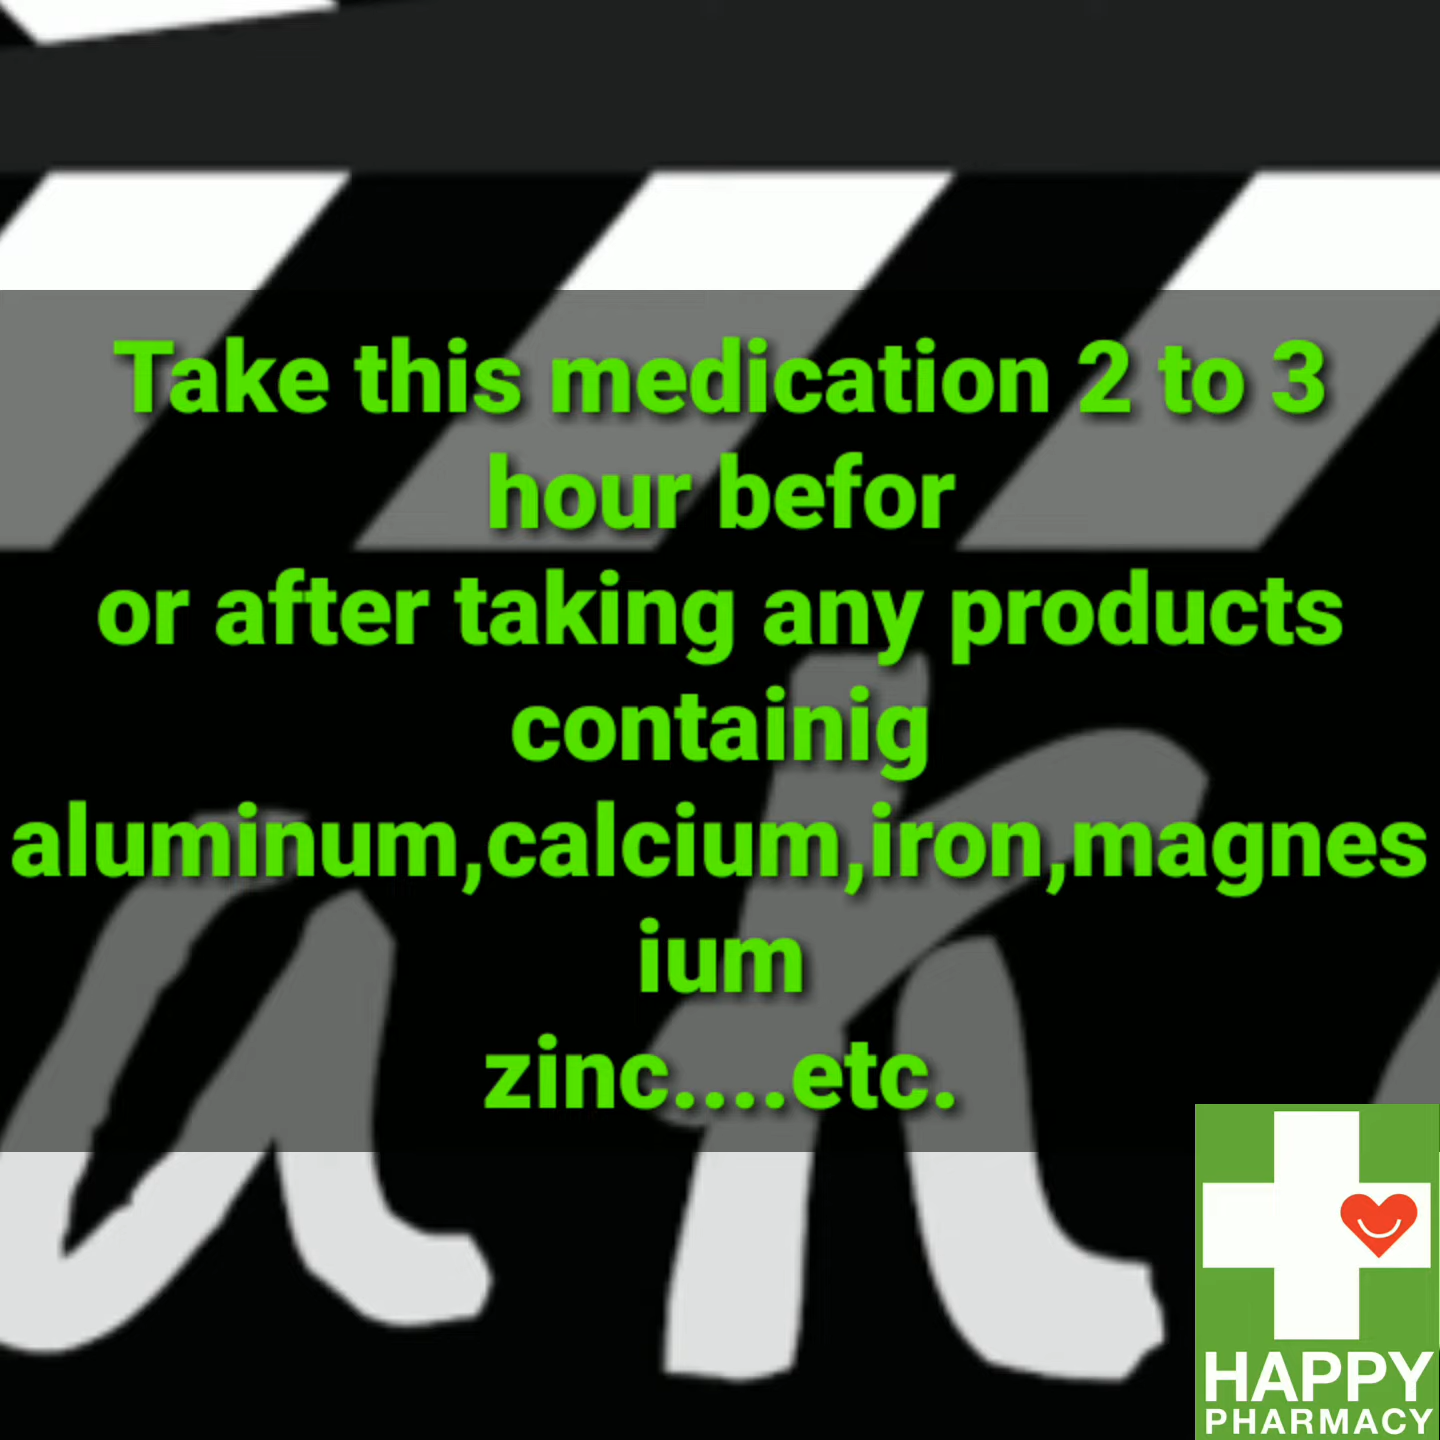 Take this medication 2 to 3
hour befor
or after taking any products
containig
aluminum,calcium,iron,magnes
ium
zinc....etc.
HAPPY
PHARMACY